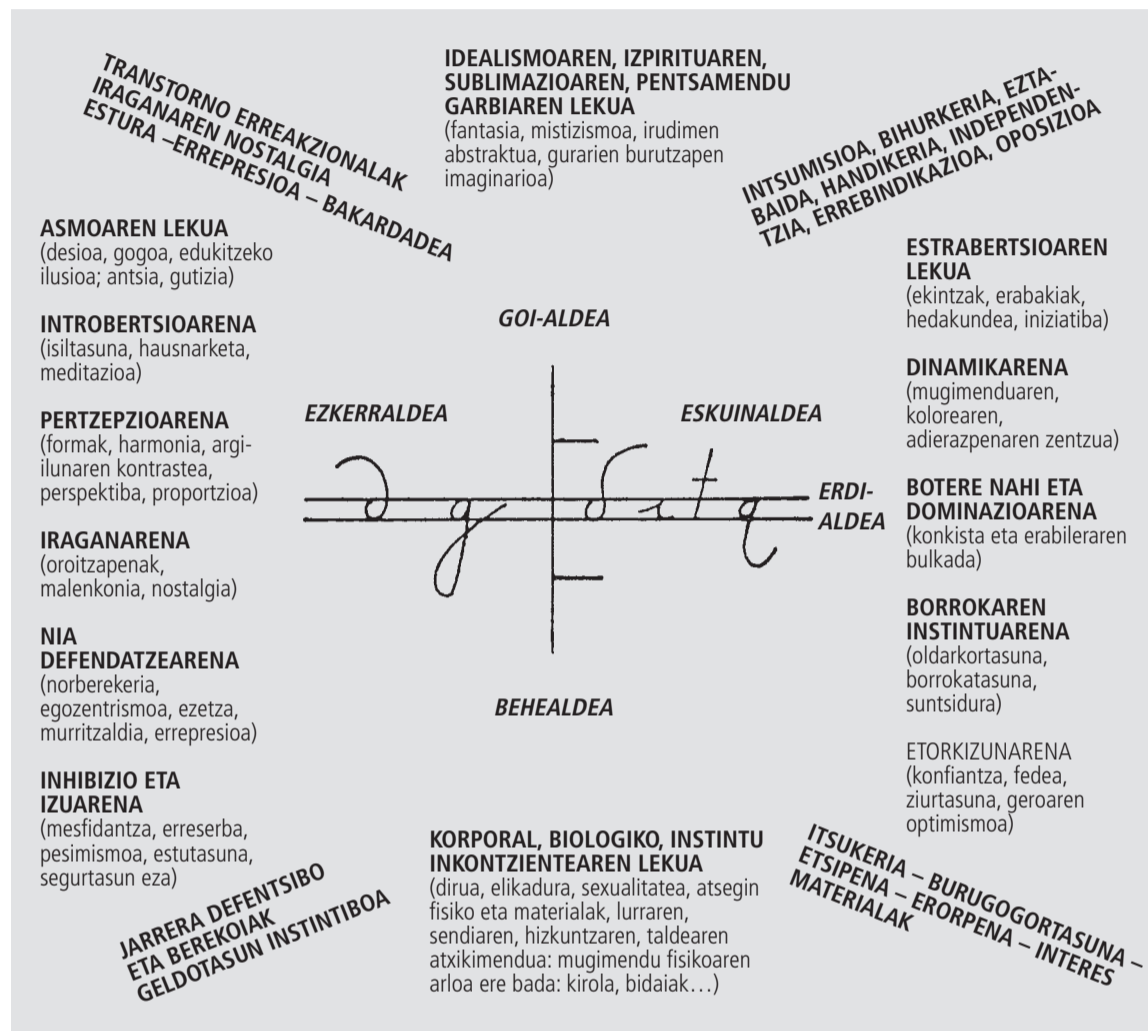 TRANSTORNO ERREAKZIONALAK
IRAGANAREN NOSTALGIA
ESTURA –ERREPRESIOA – BAKARDADEA
IDEALISMOAREN, IZPIRITUAREN,
SUBLIMAZIOAREN, PENTSAMENDU
GARBIAREN LEKUA
(fantasia, mistizismoa, irudimen
abstraktua, gurarien burutzapen
imaginarioa)
INTSUMISIOA, BIHURKERIA, EZTA-
BAIDA, HANDIKERIA, INDEPENDEN-
TZIA, ERREBINDIKAZIOA, OPOSIZIOA
ASMOAREN LEKUA
(desioa, gogoa, edukitzeko
ilusioa; antsia, gutizia)
INTROBERTSIOARENA
(isiltasuna, hausnarketa,
meditazioa)
PERTZEPZIOARENA
(formak, harmonia, argi-
ilunaren kontrastea,
perspektiba, proportzioa)
IRAGANARENA
(oroitzapenak,
malenkonia, nostalgia)
NIA
DEFENDATZEARENA
(norberekeria,
egozentrismoa, ezetza,
murritzaldia, errepresioa)
INHIBIZIO ETA
IZUARENA
(mesfidantza, erreserba,
pesimismoa, estutasuna,
segurtasun eza)
GOI-ALDEA
EZKERRALDEA
ESKUINALDEA
ERDI-
ALDEA
BEHEALDEA
ESTRABERTSIOAREN
LEKUA
(ekintzak, erabakiak,
hedakundea, iniziatiba)
DINAMIKARENA
(mugimenduaren,
kolorearen,
adierazpenaren zentzua)
BOTERE NAHI ETA
DOMINAZIOARENA
(konkista eta erabileraren
bulkada)
BORROKAREN
INSTINTUARENA
(oldarkortasuna,
borrokatasuna,
suntsidura)
ETORKIZUNARENA
(konfiantza, fedea,
ziurtasuna, geroaren
optimismoa)
JARRERA DEFENTSIBO
ETA BEREKOIAK
GELDOTASUN INSTINTIBOA
KORPORAL, BIOLOGIKO, INSTINTU
INKONTZIENTEAREN LEKUA
(dirua, elikadura, sexualitatea, atsegin
fisiko eta materialak, lurraren,
sendiaren, hizkuntzaren, taldearen
atxikimendua: mugimendu fisikoaren
arloa ere bada: kirola, bidaiak…)
ITSUKERIA – BURUGOGORTASUNA –
ETSIPENA – ERORPENA – INTERES
MATERIALAK